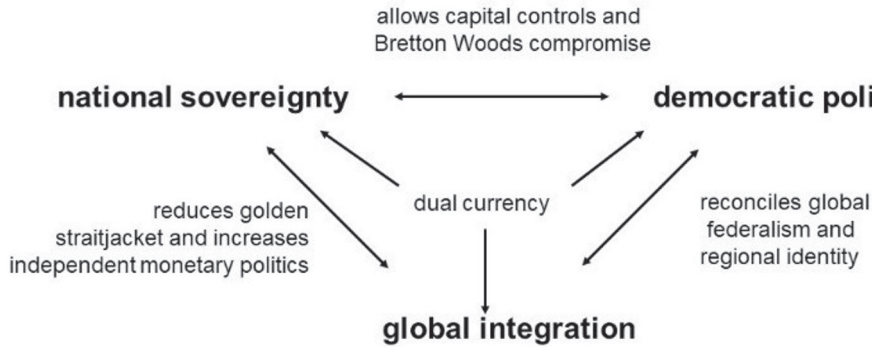 allows capital controls and
Bretton Woods compromise
national sovereignty
democratic poli
dual currency
reduces golden
straitjacket and increases
independent monetary politics
reconciles global
federalism and
regional identity
global integration